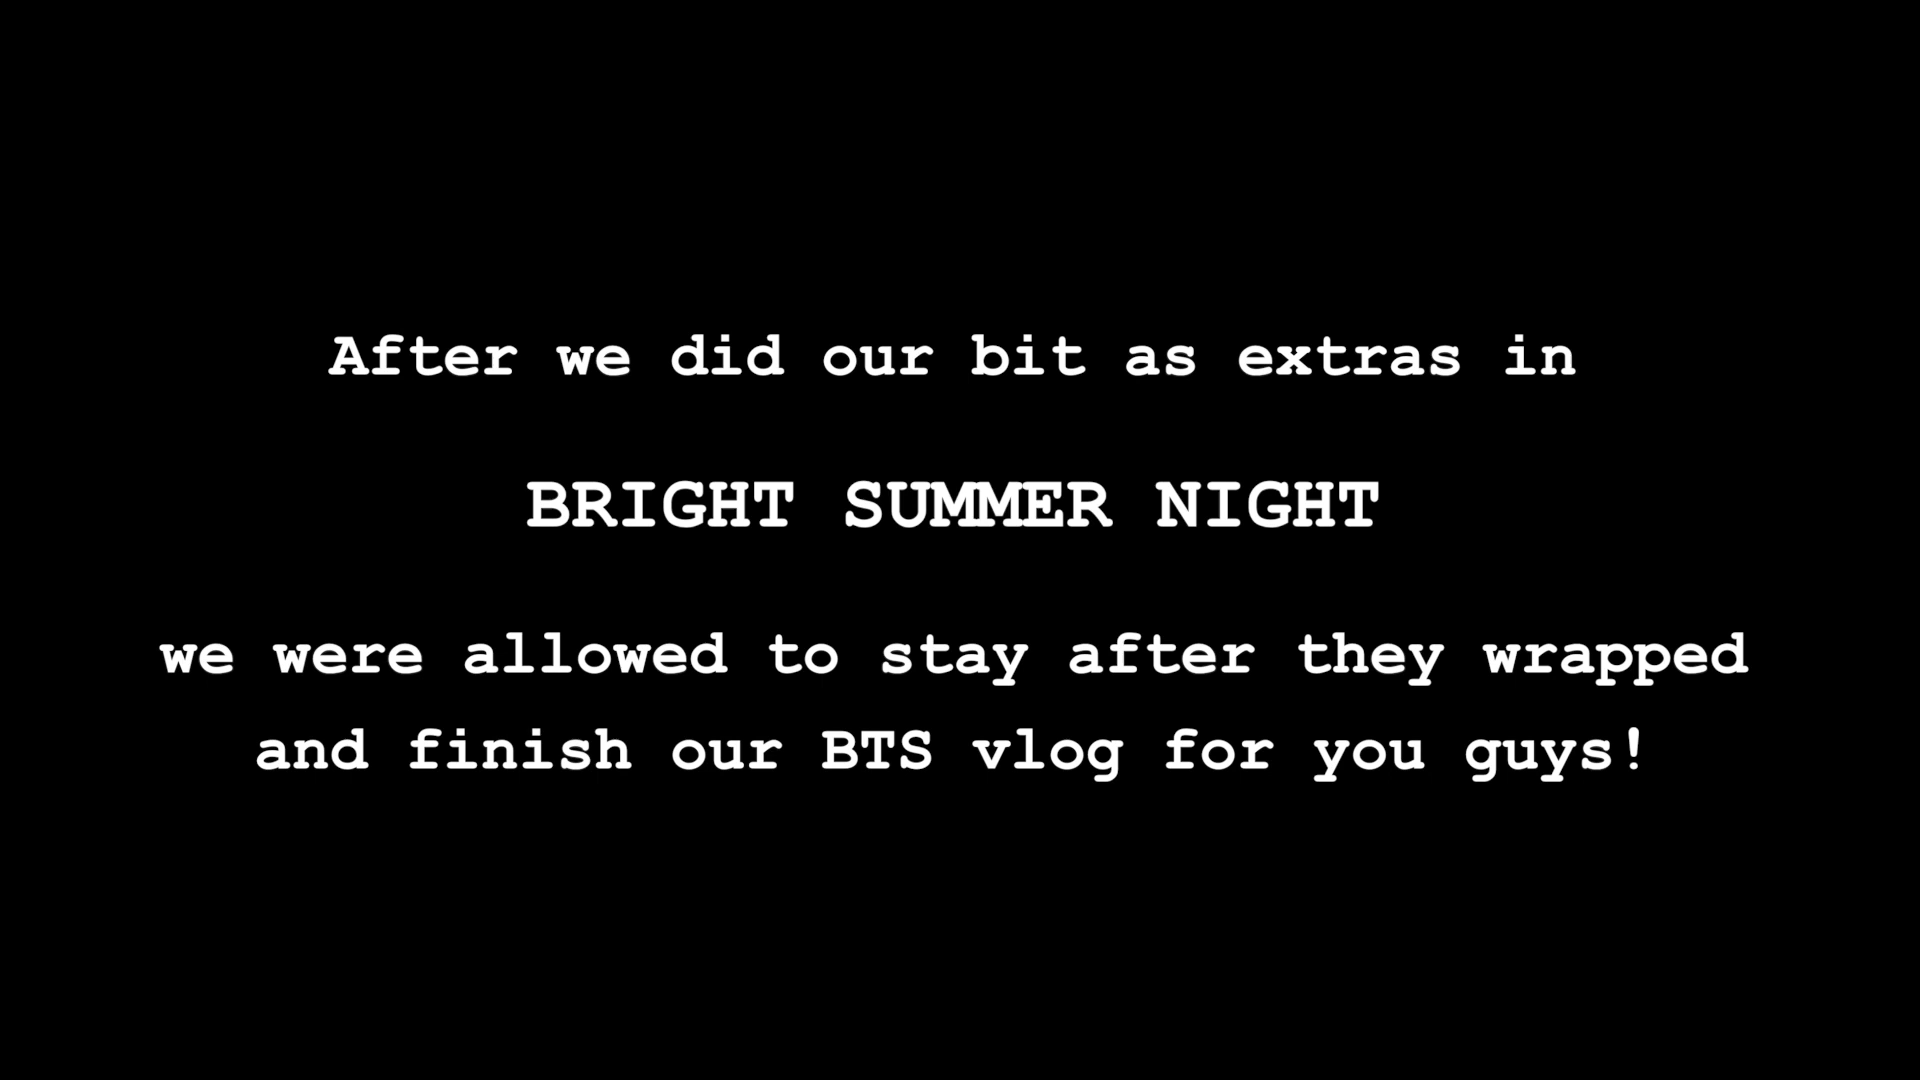 After we did our bit as extras in
BRIGHT SUMMER NIGHT
we were allowed to stay after they wrapped
and finish our BTS vlog for you guys!